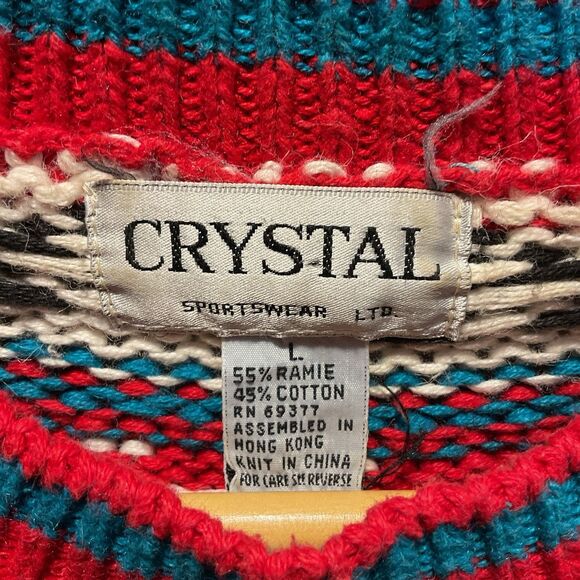 CRYSTAL
SPORTSWEAR LTD.
L
55% RAMIE
45% COTTON
RN 69377
ASSEMBLED IN
HONG KONG
KNIT IN CHINA
FOR CARE SEE REVERSE